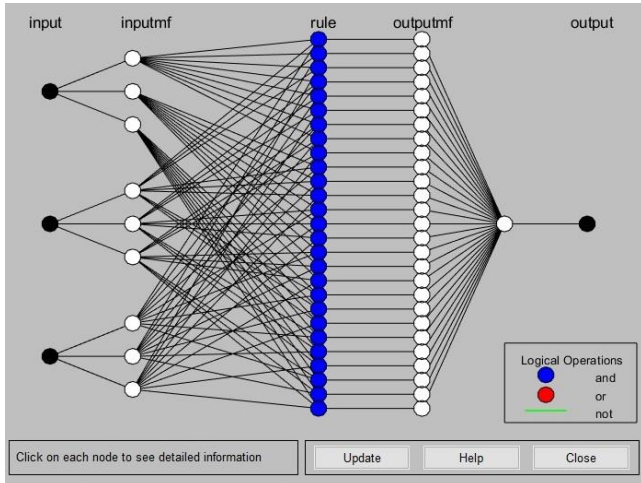 input inputmf rule outputmf output
Logical Operations
and
or
not
Click on each node to see detailed information
Update Help Close